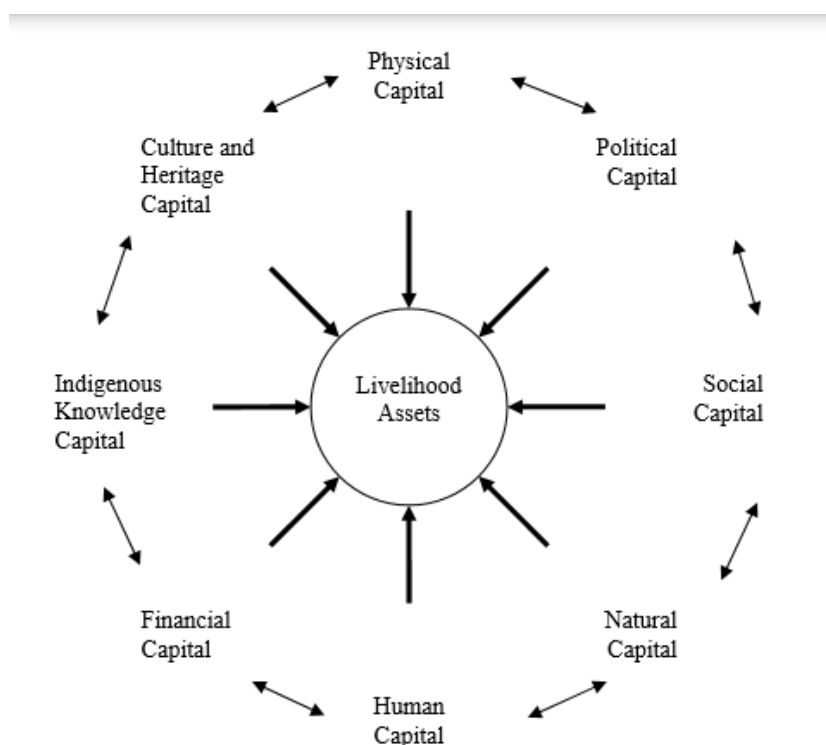 Physical
Capital
Culture and
Heritage
Capital
Political
Capital
Indigenous
Knowledge
Capital
Livelihood
Assets
Social
Capital
Financial
Capital
Natural
Capital
Human
Capital